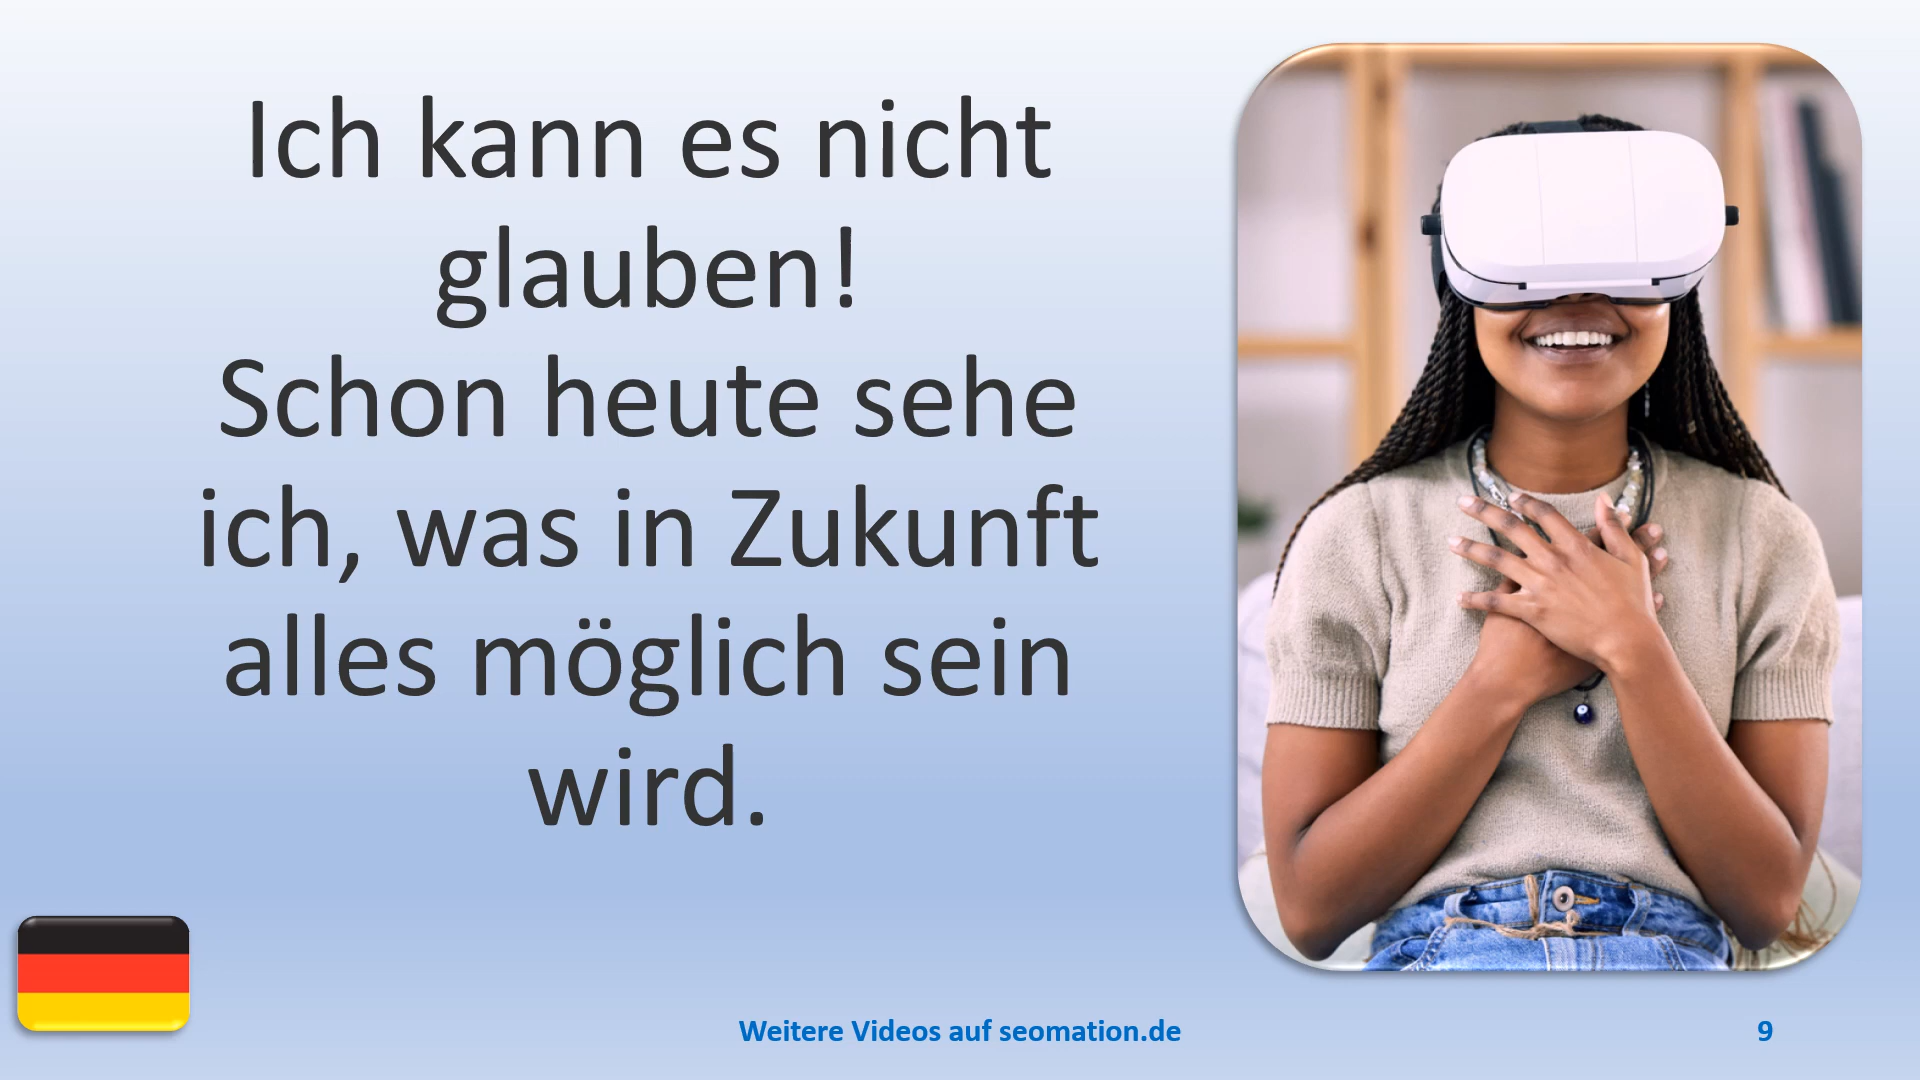 Ich kann es nicht
glauben!
Schon heute sehe
ich, was in Zukunft
alles möglich sein
wird.
Weitere Videos auf seomation.de
9